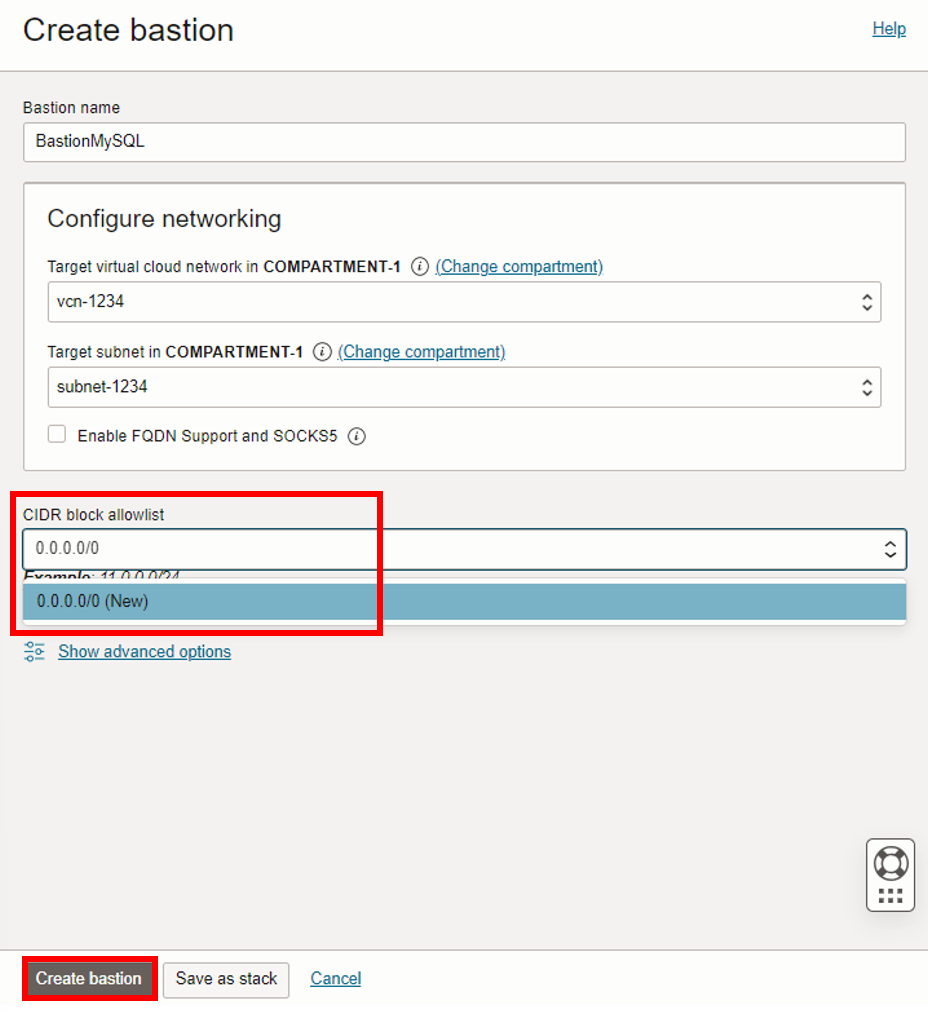 Create bastion
Help
Bastion name
BastionMySQL
Configure networking
Target virtual cloud network in COMPARTMENT-1 i (Change compartment)
vcn-1234
Target subnet in COMPARTMENT-1 i (Change compartment)
subnet-1234
Enable FQDN Support and SOCKS5 i
CIDR block allowlist
0.0.0.0/0
Example: 11.0.0.0/24
0.0.0.0/0 (New)
Show advanced options
Create bastion Save as stack Cancel